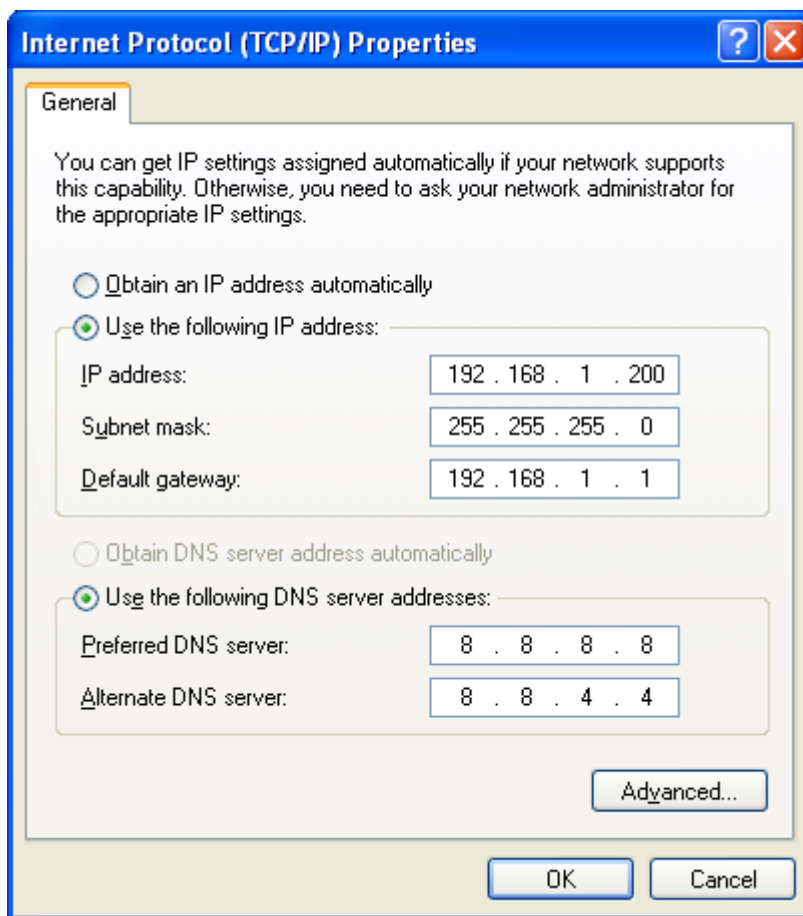 Internet Protocol (TCP/IP) Properties
General
You can get IP settings assigned automatically if your network supports
this capability. Otherwise, you need to ask your network administrator for
the appropriate IP settings.
Obtain an IP address automatically
Use the following IP address:
IP address: 192 . 168 . 1 . 200
Subnet mask: 255 . 255 . 255 . 0
Default gateway: 192 . 168 . 1 . 1
Obtain DNS server address automatically
Use the following DNS server addresses:
Preferred DNS server: 8 . 8 . 8 . 8
Alternate DNS server: 8 . 8 . 4 . 4
Advanced...
OK Cancel